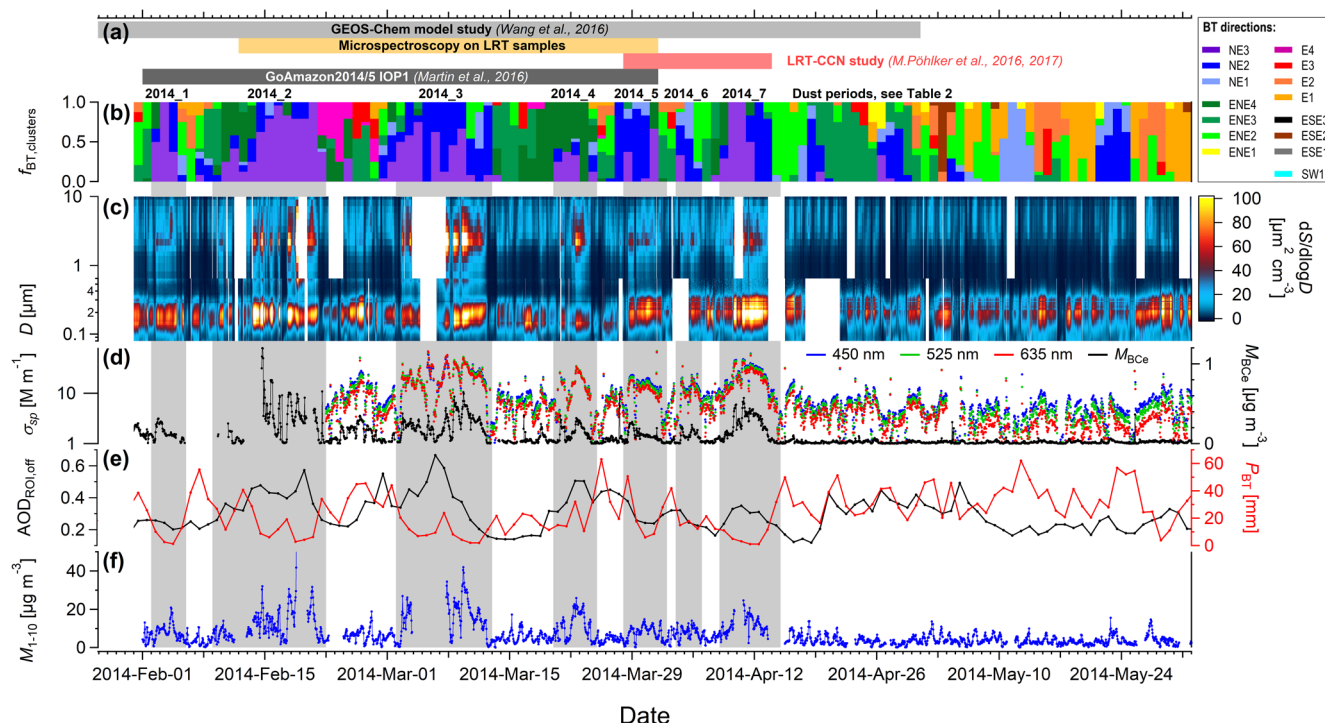 (a)
GEOS-Chem model study (Wang et al., 2016)
Microspectroscopy on LRT samples
LRT-CCN study (M.Pöhlker et al., 2016, 2017)
GoAmazon2014/5 IOP1 (Martin et al., 2016)
2014_1 2014_2 2014_3 2014_4 2014_5 2014_6 2014_7 Dust periods, see Table 2
BT directions:
NE3 E4
NE2 E3
NE1 E2
ENE4 E1
ENE3 ESE3
ENE2 ESE2
ENE1 ESE1
SW1
(b)
1.0
0.5
0.0
fBT,clusters
(c)
10
1
4
2
0.1
D [µm]
100
80
60
40
20
0
dS/dlogD
[µm² cm⁻³]
(d)
450 nm 525 nm 635 nm MBCe
10
1
σsp [M m⁻¹]
1
0
MBCe
[µg m⁻³]
(e)
0.6
0.4
0.2
AODROI,off
60
40
20
0
PBT [mm]
(f)
40
20
0
M1-10 [µg m⁻³]
2014-Feb-01 2014-Feb-15 2014-Mar-01 2014-Mar-15 2014-Mar-29 2014-Apr-12 2014-Apr-26 2014-May-10 2014-May-24
Date